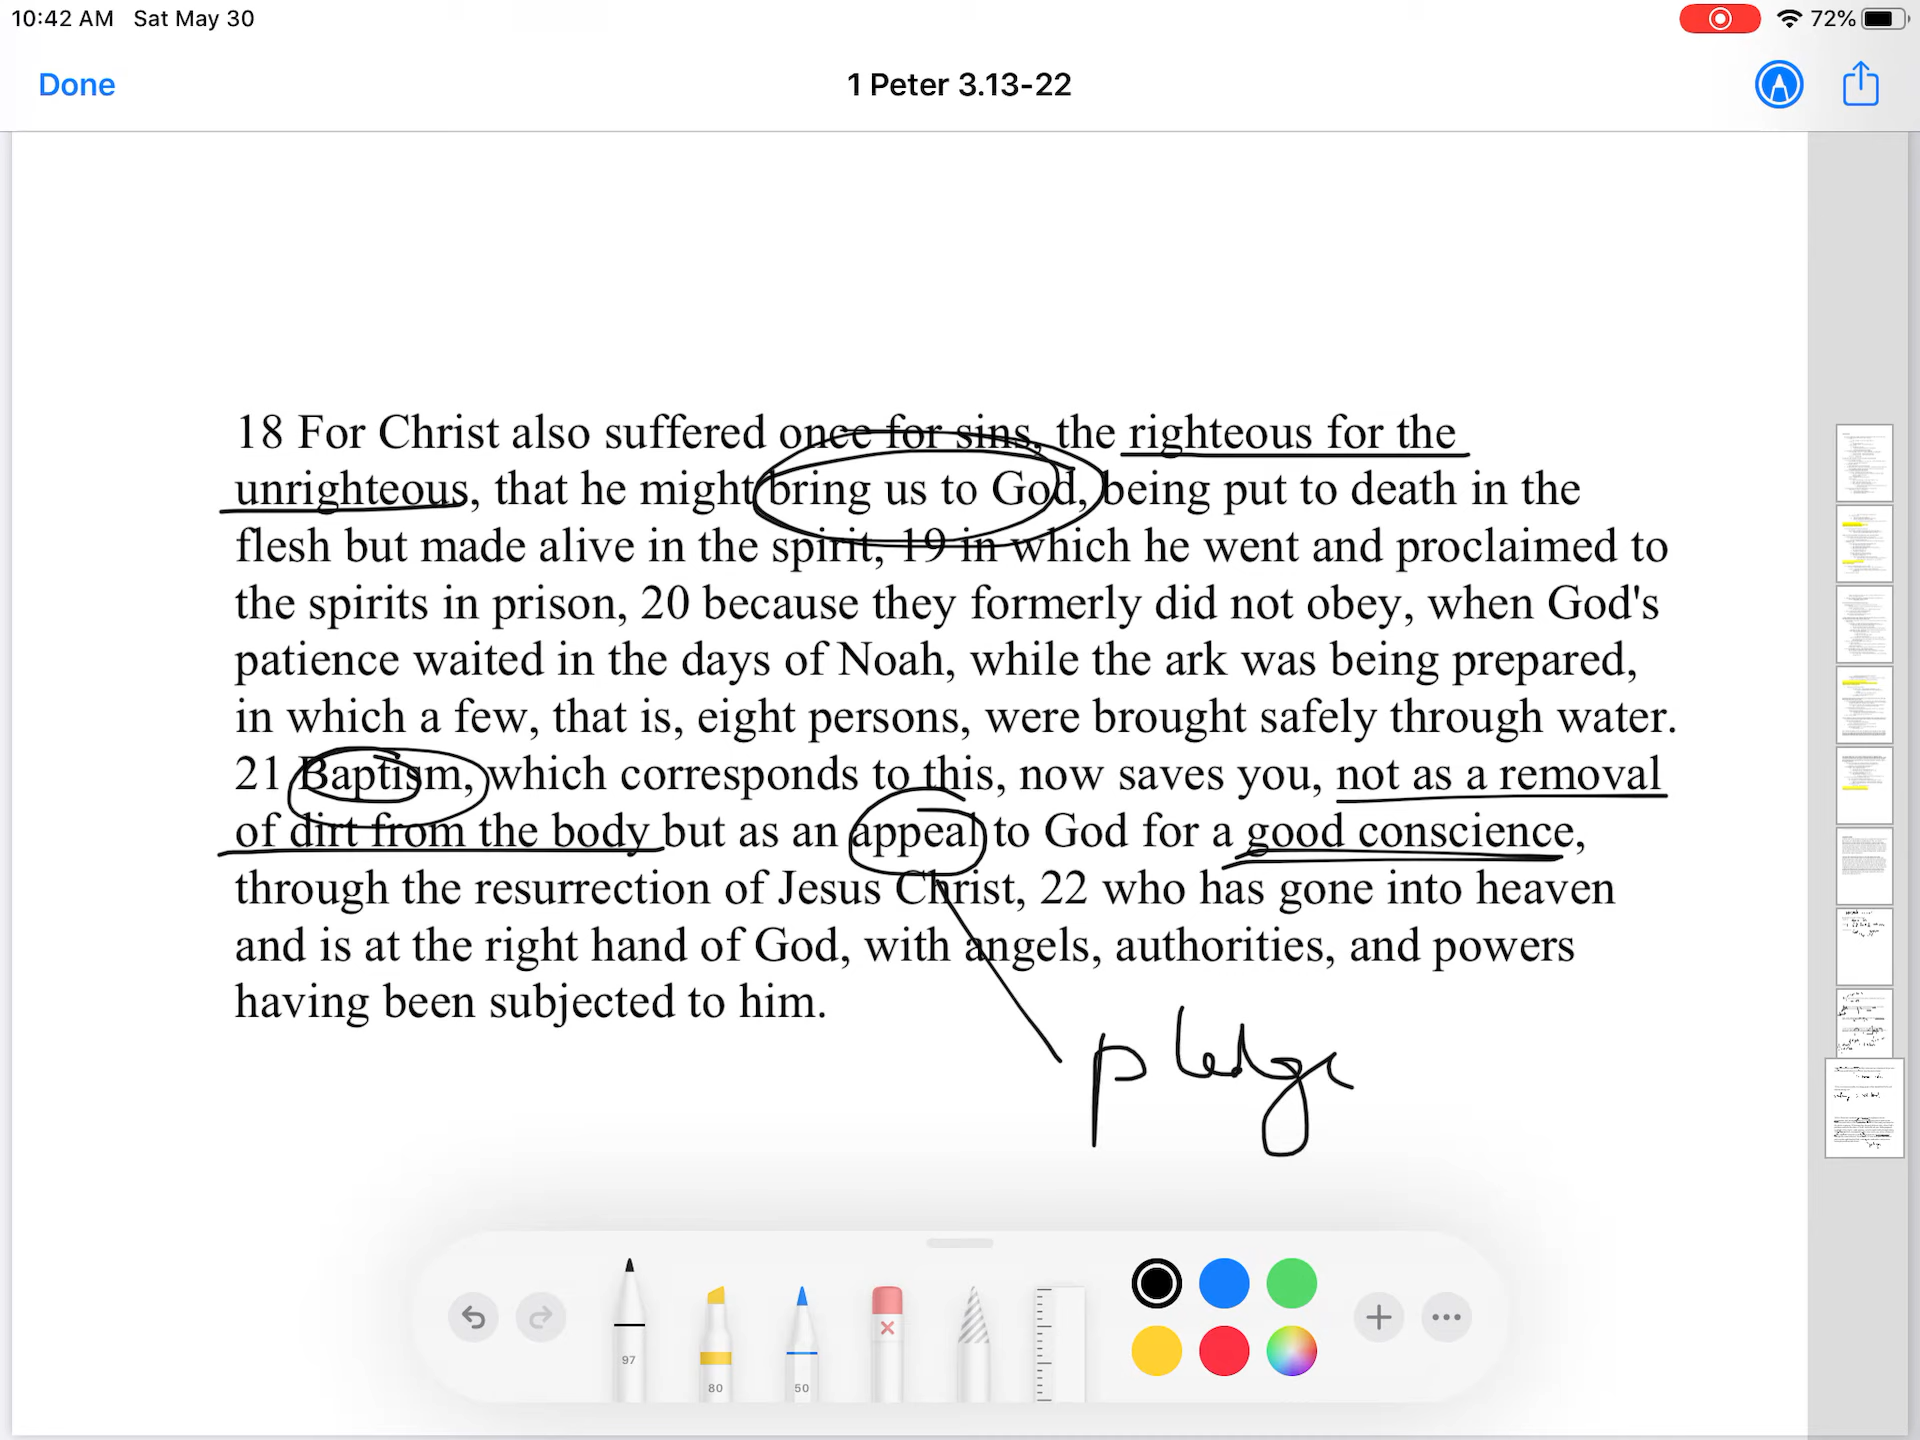 10:42 AM Sat May 30
72%
Done
1 Peter 3.13-22
18 For Christ also suffered once for sins, the righteous for the
unrighteous, that he might bring us to God, being put to death in the
flesh but made alive in the spirit, 19 in which he went and proclaimed to
the spirits in prison, 20 because they formerly did not obey, when God's
patience waited in the days of Noah, while the ark was being prepared,
in which a few, that is, eight persons, were brought safely through water.
21 Baptism, which corresponds to this, now saves you, not as a removal
of dirt from the body but as an appeal to God for a good conscience,
through the resurrection of Jesus Christ, 22 who has gone into heaven
and is at the right hand of God, with angels, authorities, and powers
having been subjected to him.
pledge
97
80
50